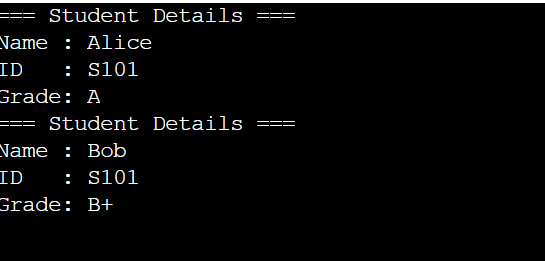 === Student Details ===
Name : Alice
ID   : S101
Grade: A
=== Student Details ===
Name : Bob
ID   : S101
Grade: B+